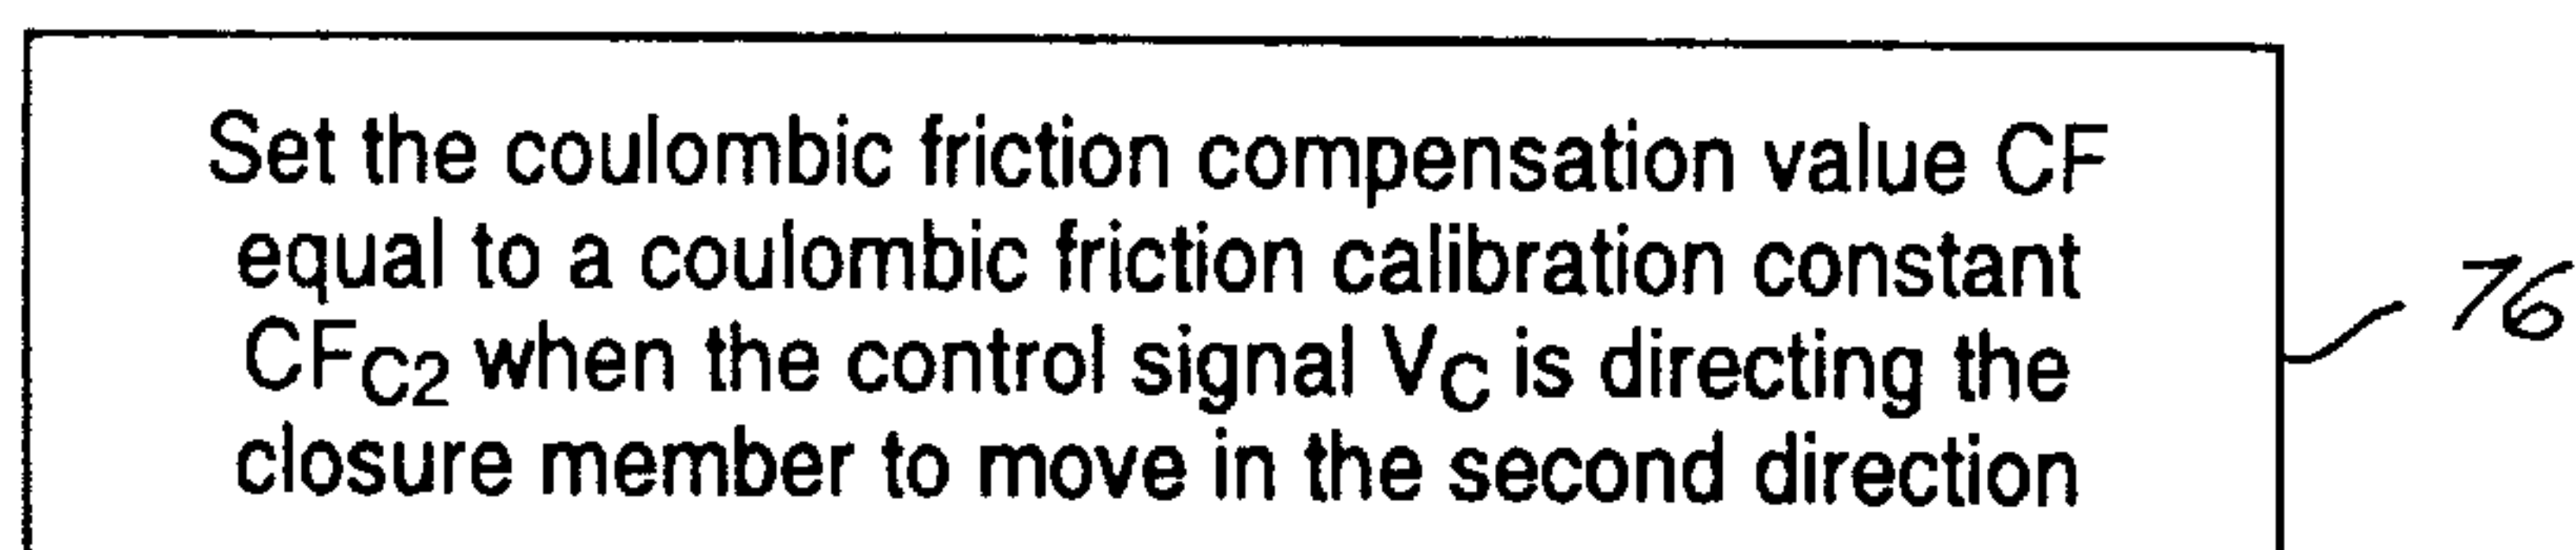 Set the coulombic friction compensation value CF
equal to a coulombic friction calibration constant
CFC2 when the control signal VC is directing the
closure member to move in the second direction
76